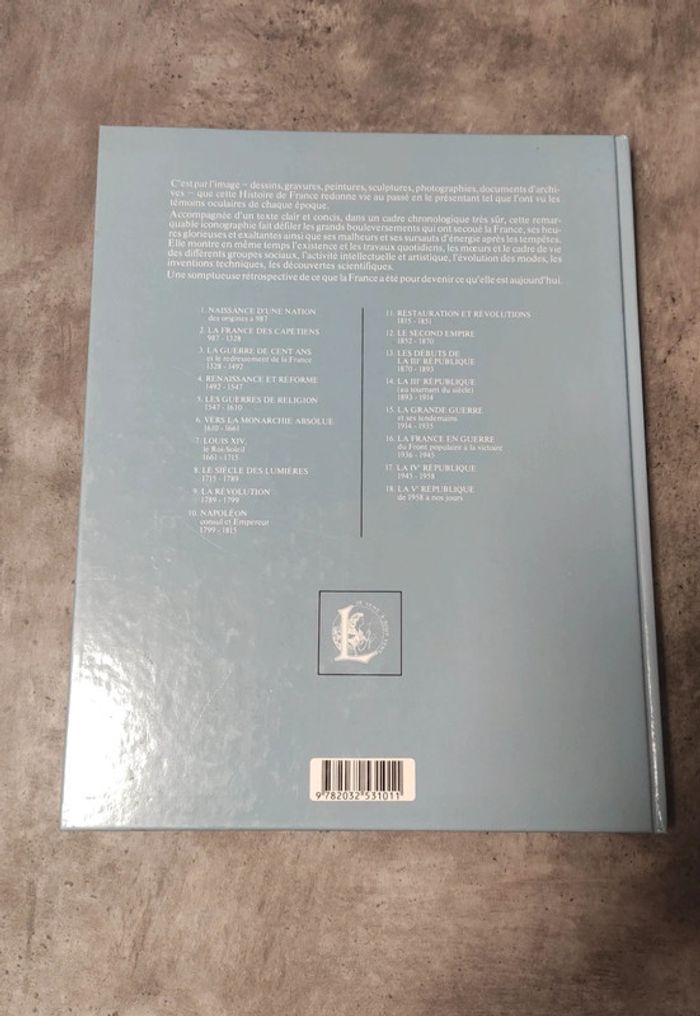 C'est par l'image – dessins, gravures, peintures, sculptures, photographies, documents d'archi-
ves – que cette Histoire de France redonne vie au passé en le présentant tel que l'ont vu les
témoins oculaires de chaque époque.
Accompagnée d'un texte clair et concis, dans un cadre chronologique très sûr, cette remar-
quable iconographie fait défiler les grands bouleversements qui ont secoué la France, ses heu-
res glorieuses et exaltantes ainsi que ses malheurs et ses sursauts d'énergie après les tempêtes.
Elle montre en même temps l'existence et les travaux quotidiens, les mœurs et le cadre de vie
des différents groupes sociaux, l'activité intellectuelle et artistique, l'évolution des modes, les
inventions techniques, les découvertes scientifiques.
Une somptueuse rétrospective de ce que la France a été pour devenir ce qu'elle est aujourd'hui.
1. NAISSANCE D'UNE NATION
des origines à 987
2. LA FRANCE DES CAPÉTIENS
987 - 1328
3. LA GUERRE DE CENT ANS
et le redressement de la France
1328 - 1492
4. RENAISSANCE ET RÉFORME
1492 - 1547
5. LES GUERRES DE RELIGION
1547 - 1610
6. VERS LA MONARCHIE ABSOLUE
1610 - 1661
7. LOUIS XIV,
le Roi-Soleil
1661 - 1715
8. LE SIÈCLE DES LUMIÈRES
1715 - 1789
9. LA RÉVOLUTION
1789 - 1799
10. NAPOLÉON
consul et Empereur
1799 - 1815
11. RESTAURATION ET RÉVOLUTIONS
1815 - 1851
12. LE SECOND EMPIRE
1852 - 1870
13. LES DÉBUTS DE
LA IIIᵉ RÉPUBLIQUE
1870 - 1893
14. LA IIIᵉ RÉPUBLIQUE
(au tournant du siècle)
1893 - 1914
15. LA GRANDE GUERRE
et ses lendemains
1914 - 1935
16. LA FRANCE EN GUERRE
du Front populaire à la victoire
1936 - 1945
17. LA IVᵉ RÉPUBLIQUE
1945 - 1958
18. LA Vᵉ RÉPUBLIQUE
de 1958 à nos jours
JE SÈME À TOUT VENT
L
9 782032 531011